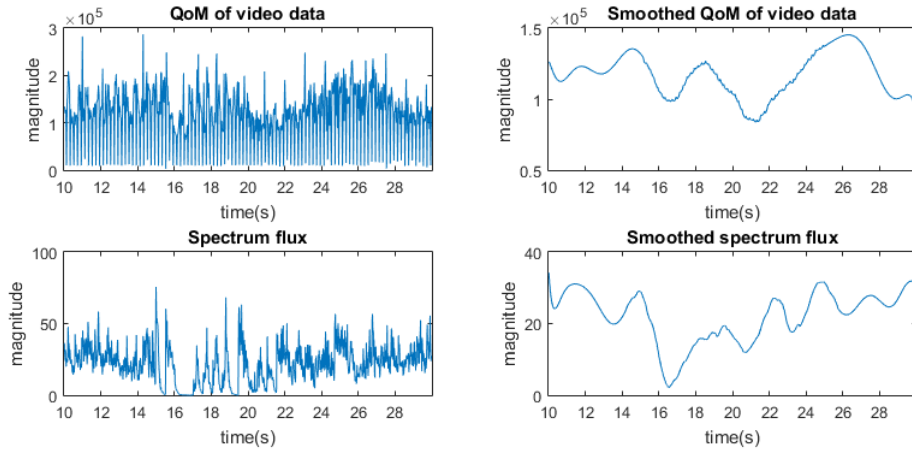 QoM of video data
×10^5
3
2
1
0
magnitude
10 12 14 16 18 20 22 24 26 28
time(s)
Smoothed QoM of video data
×10^5
1.5
1
0.5
magnitude
10 12 14 16 18 20 22 24 26 28
time(s)
Spectrum flux
100
50
0
magnitude
10 12 14 16 18 20 22 24 26 28
time(s)
Smoothed spectrum flux
40
20
0
magnitude
10 12 14 16 18 20 22 24 26 28
time(s)